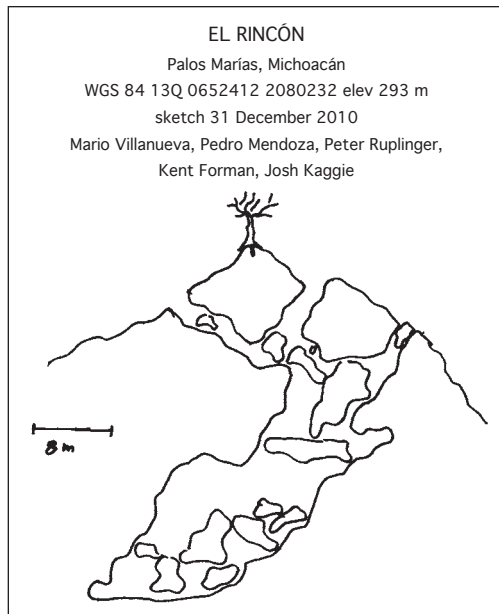 EL RINCÓN
Palos Marías, Michoacán
WGS 84 13Q 0652412 2080232 elev 293 m
sketch 31 December 2010
Mario Villanueva, Pedro Mendoza, Peter Ruplinger,
Kent Forman, Josh Kaggie
8 m